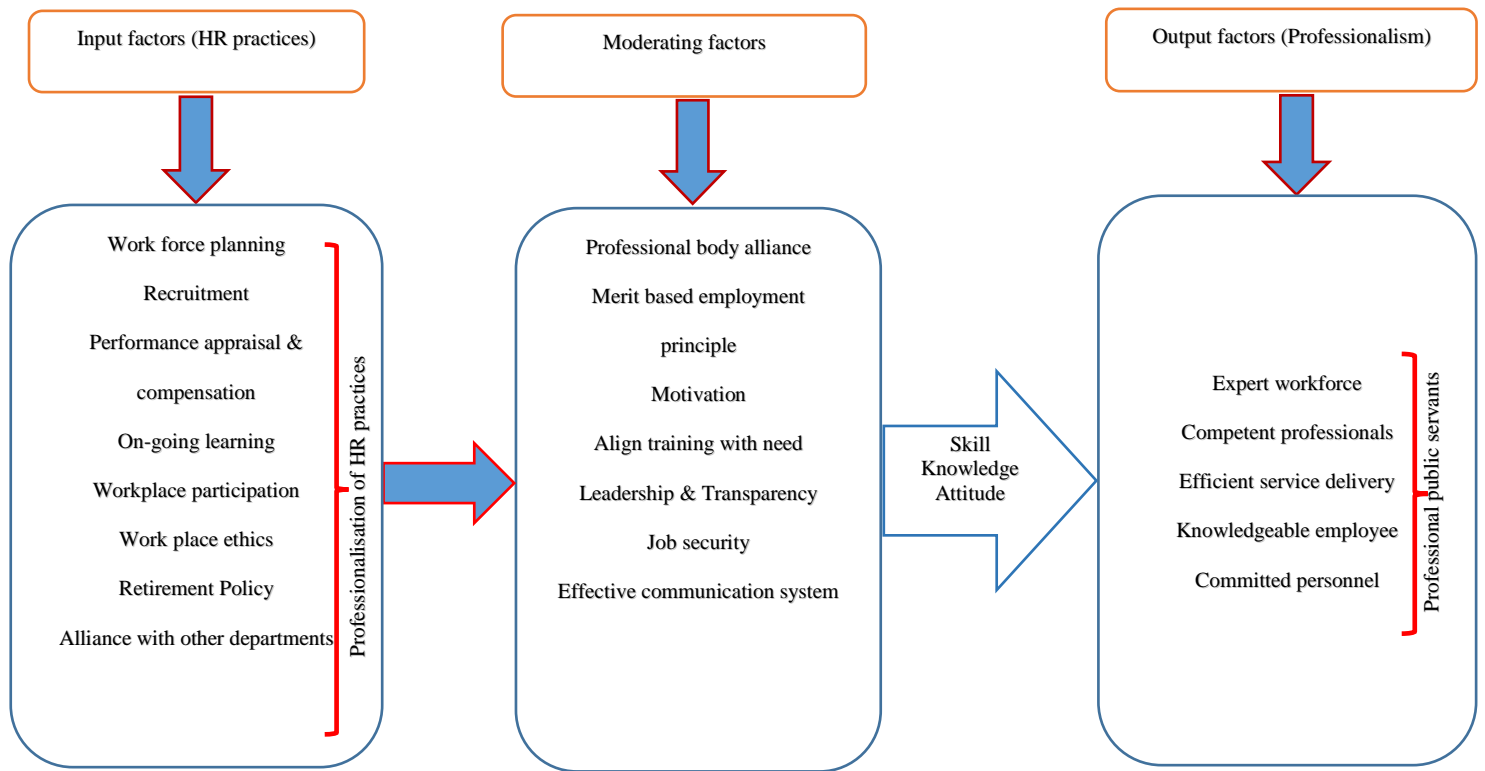 Input factors (HR practices)
Moderating factors
Output factors (Professionalism)
Work force planning
Recruitment
Performance appraisal &
compensation
On-going learning
Workplace participation
Work place ethics
Retirement Policy
Alliance with other departments
Professionalisation of HR practices
Professional body alliance
Merit based employment
principle
Motivation
Align training with need
Leadership & Transparency
Job security
Effective communication system
Skill
Knowledge
Attitude
Expert workforce
Competent professionals
Efficient service delivery
Knowledgeable employee
Committed personnel
Professional public servants